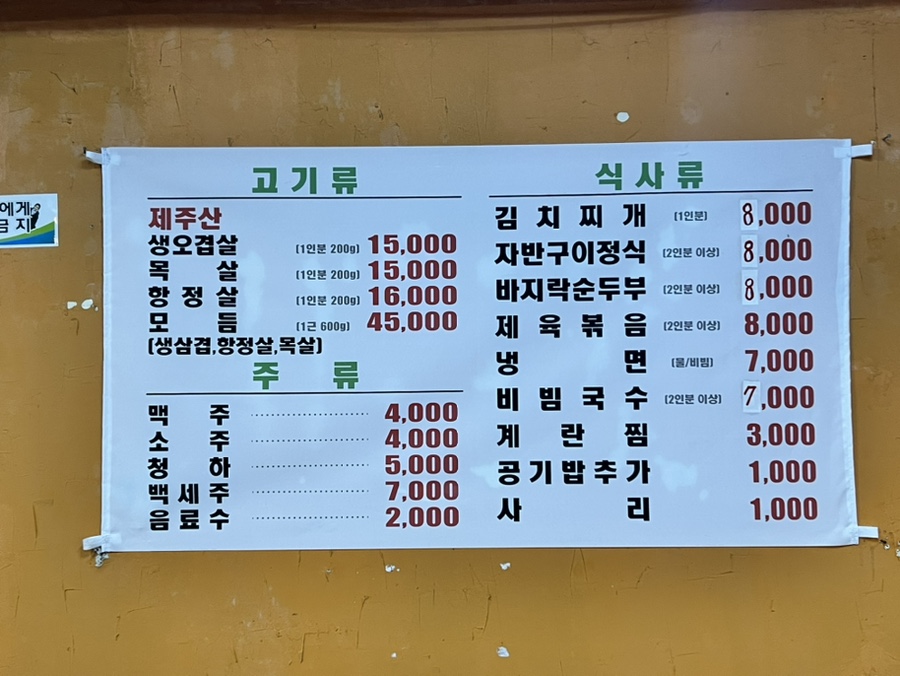 에게
금지
고기류
제주산
생오겹살 (1인분 200g) 15,000
목살 (1인분 200g) 15,000
항정살 (1인분 200g) 16,000
모듬 (1근 600g) 45,000
(생삼겹,항정살,목살)
주류
맥주 4,000
소주 4,000
청하 5,000
백세주 7,000
음료수 2,000
식사류
김치찌개 (1인분) 8,000
자반구이정식 (2인분 이상) 8,000
바지락순두부 (2인분 이상) 8,000
제육볶음 (2인분 이상) 8,000
냉면 (물/비빔) 7,000
비빔국수 (2인분 이상) 7,000
계란찜 3,000
공기밥추가 1,000
사리 1,000